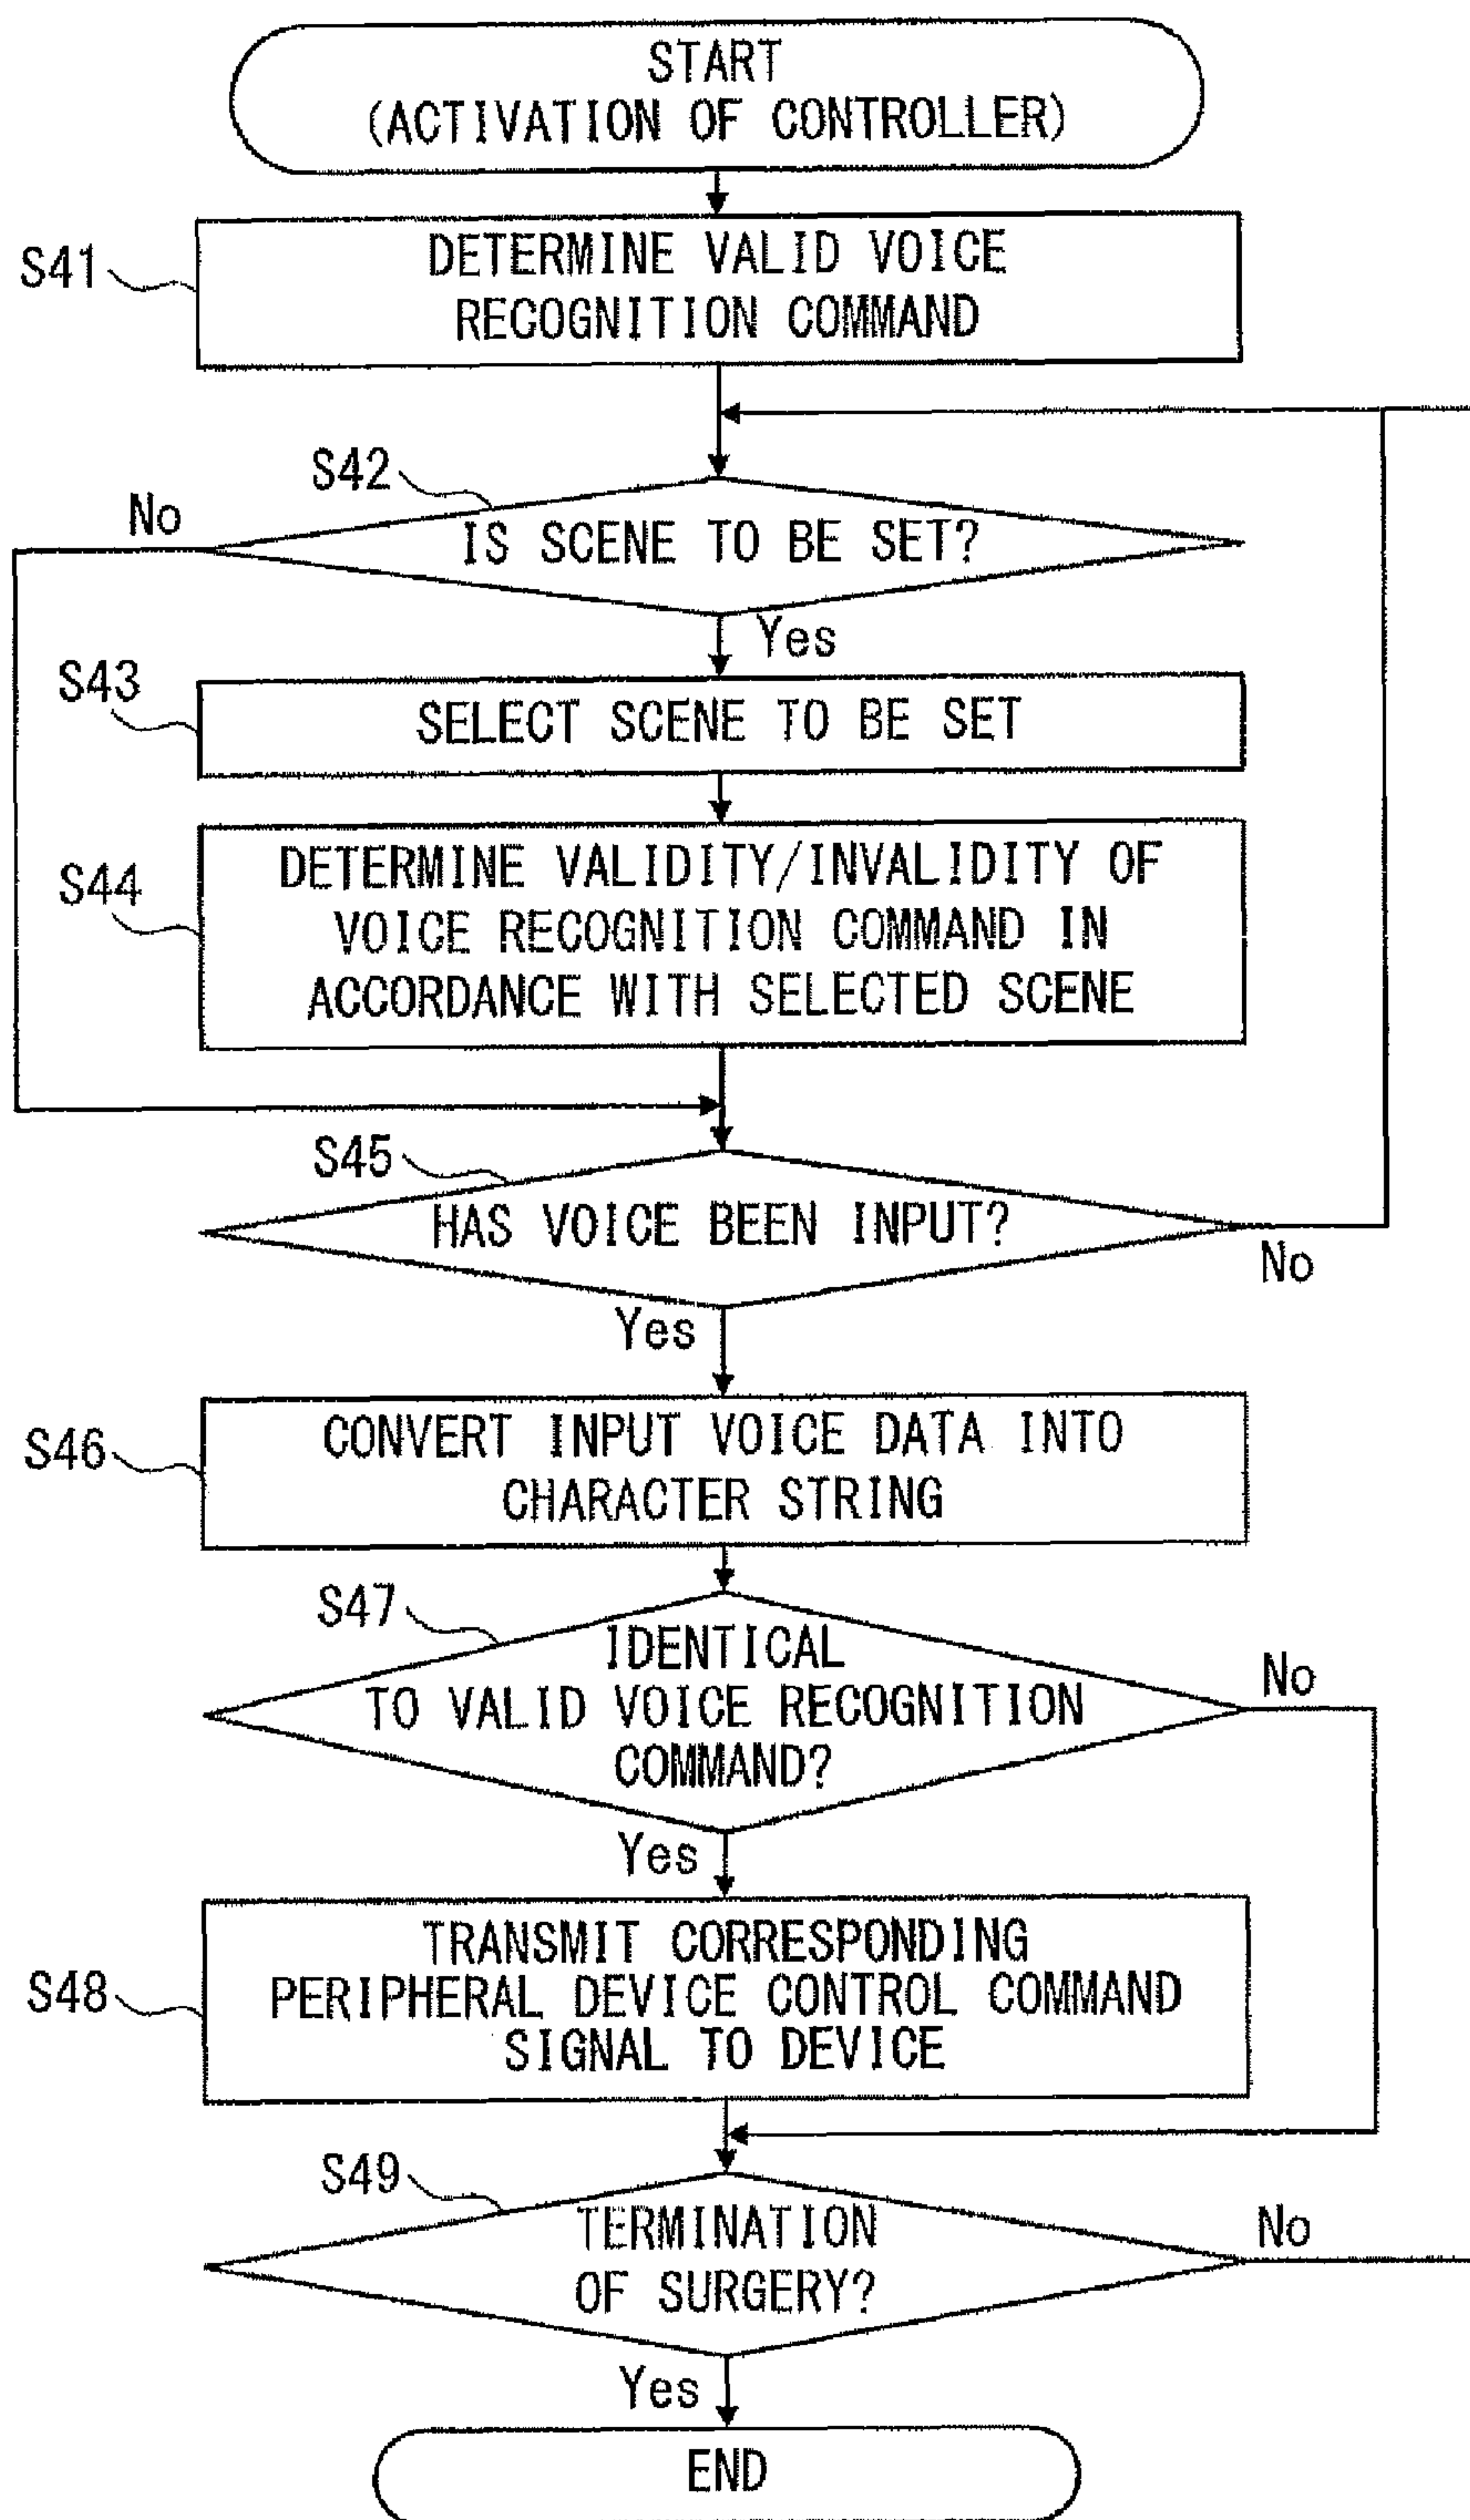 START
(ACTIVATION OF CONTROLLER)
S41
DETERMINE VALID VOICE
RECOGNITION COMMAND
S42
No
IS SCENE TO BE SET?
Yes
S43
SELECT SCENE TO BE SET
S44
DETERMINE VALIDITY/INVALIDITY OF
VOICE RECOGNITION COMMAND IN
ACCORDANCE WITH SELECTED SCENE
S45
HAS VOICE BEEN INPUT?
No
Yes
S46
CONVERT INPUT VOICE DATA INTO
CHARACTER STRING
S47
IDENTICAL
TO VALID VOICE RECOGNITION
COMMAND?
No
Yes
S48
TRANSMIT CORRESPONDING
PERIPHERAL DEVICE CONTROL COMMAND
SIGNAL TO DEVICE
S49
TERMINATION
OF SURGERY?
No
Yes
END